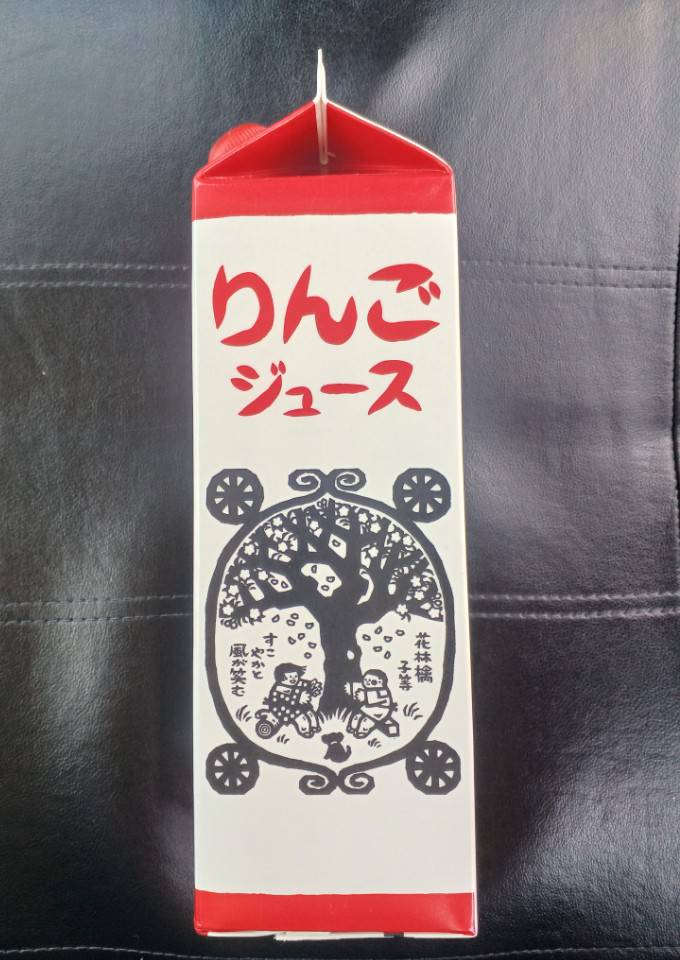 りんご
ジュース
花林檎
子等
すこ
やかと
風が笑む